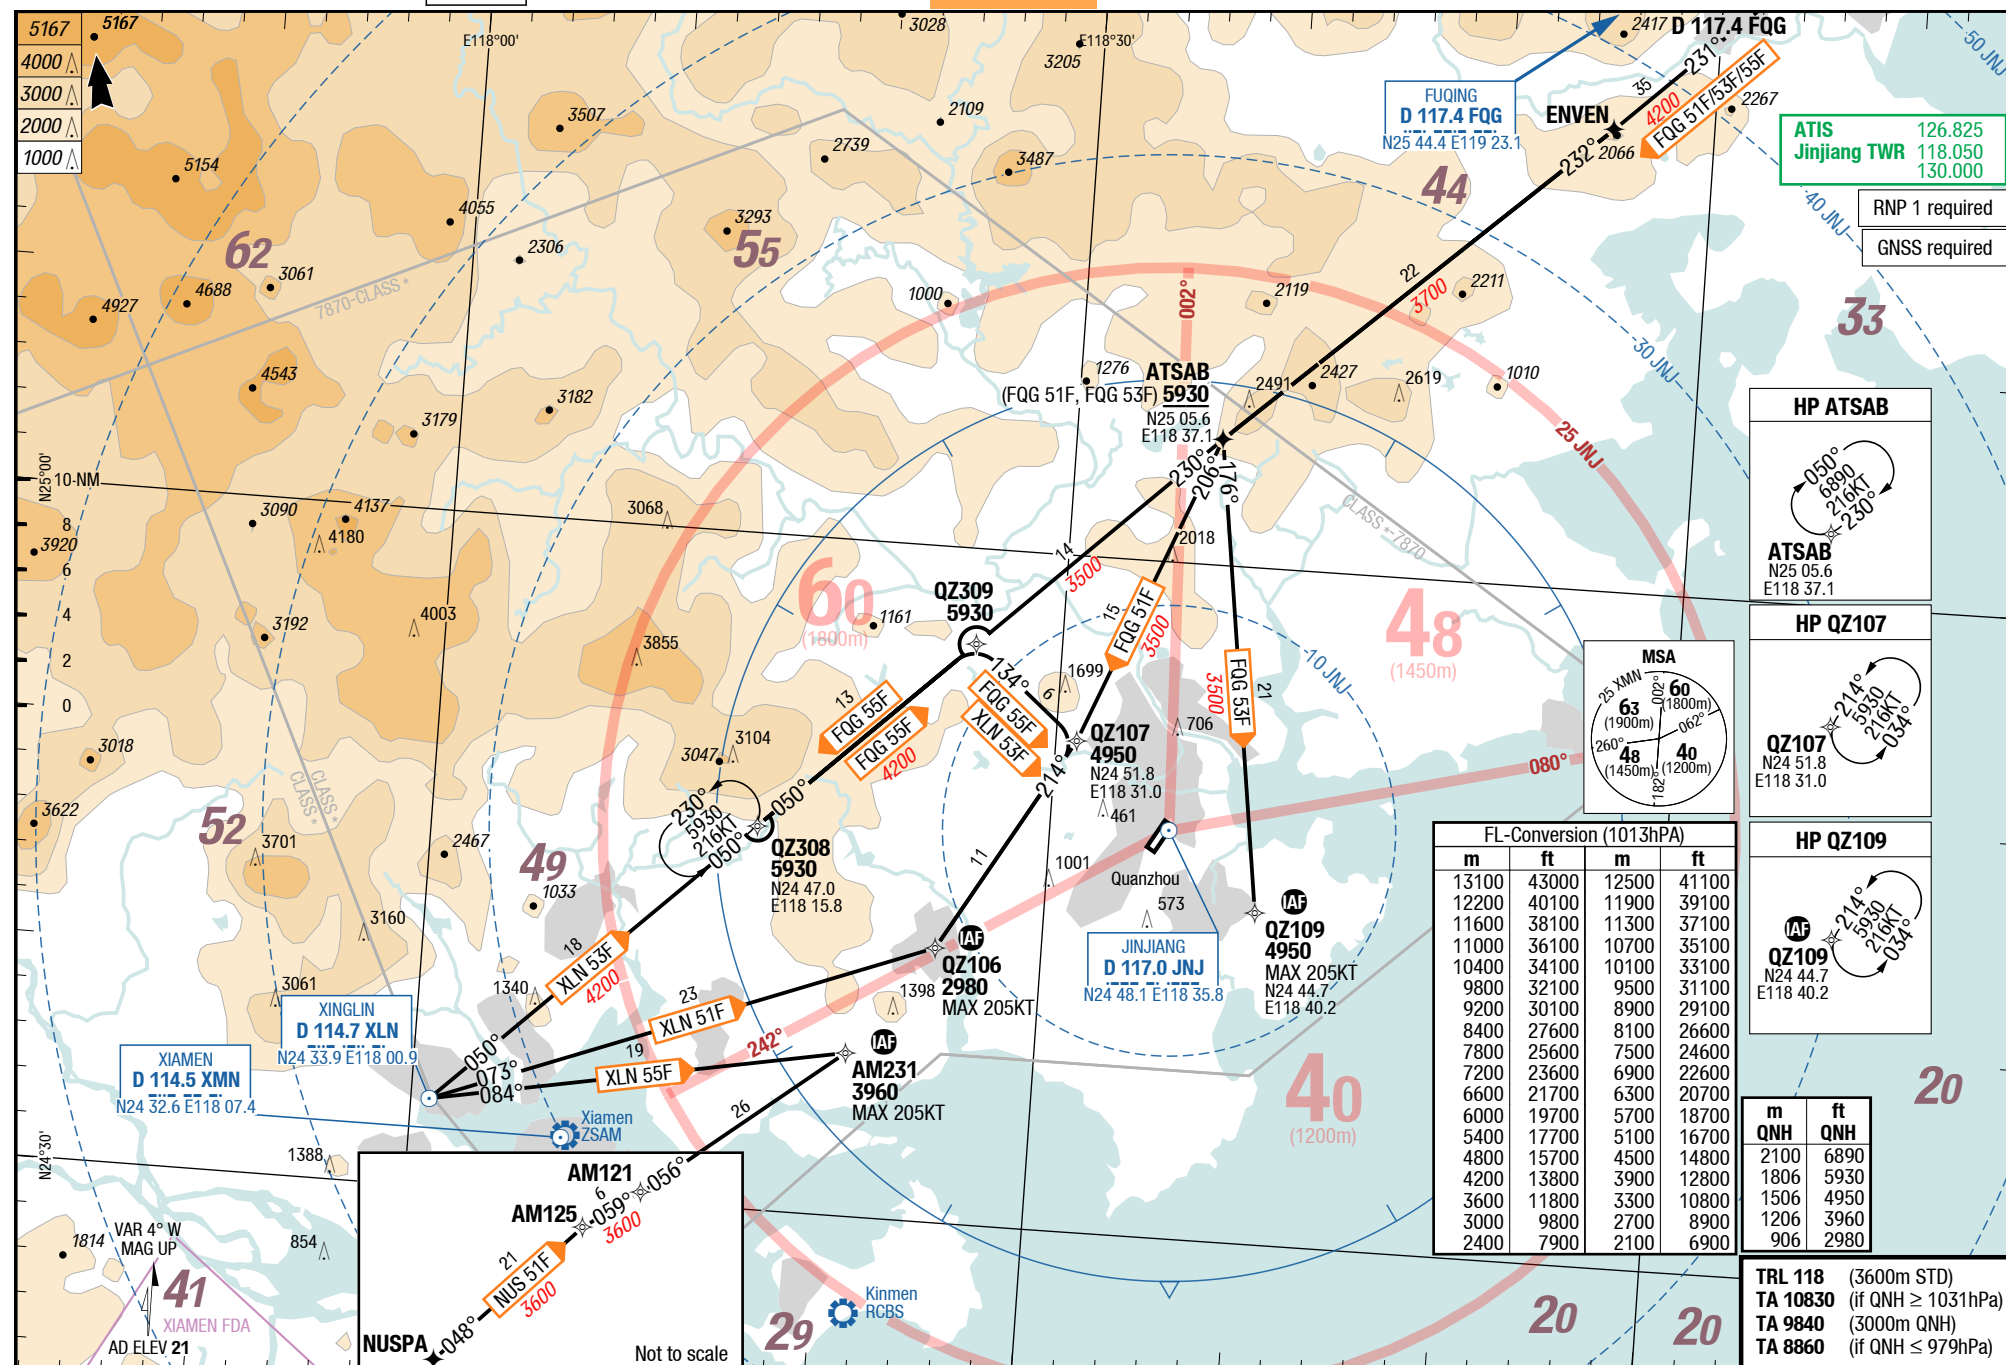 5167
4000
3000
2000
1000
5167
E118°00'
3028
E118°30'
3205
2417
D 117.4 FQG
50 JNJ
3507
2109
2739
3487
FUQING
D 117.4 FQG
N25 44.4 E119 23.1
ENVEN
231°
35
4200
FQG 51F/53F/55F
2267
232°
2066
ATIS 126.825
Jinjiang TWR 118.050
130.000
RNP 1 required
GNSS required
5154
4055
3293
2306
62
55
44
40 JNJ
33
3061
4688
4927
7870-CLASS *
1000
002°
2119
22
3700
2211
30 JNJ
4543
3182
3179
1276
ATSAB
(FQG 51F, FQG 53F) 5930
N25 05.6
E118 37.1
2491
2427
2619
1010
25 JNJ
HP ATSAB
050°
6890
216KT
230°
ATSAB
N25 05.6
E118 37.1
N25°00'
10-NM
8
6
4
2
0
3090
4137
4180
3920
3068
230°
206°
176°
CLASS *-7870
14
3500
2018
4003
3192
3855
60
(1800m)
1161
QZ309
5930
15
FQG 51F
3500
48
(1450m)
10 JNJ
HP QZ107
214°
5930
216KT
034°
QZ107
N24 51.8
E118 31.0
134°
6
1699
FQG 55F
XLN 53F
13
FQG 55F
FQG 55F
4200
FQG 53F
21
3500
706
MSA
25 XMN
002°
60
(1800m)
63
(1900m)
062°
260°
48
(1450m)
40
(1200m)
182°
3018
3047
3104
QZ107
4950
N24 51.8
E118 31.0
461
214°
080°
3622
52
CLASS *
CLASS *
3701
2467
49
1033
230°
5930
216KT
050°
050°
QZ308
5930
N24 47.0
E118 15.8
11
1001
Quanzhou
573
HP QZ109
214°
5930
216KT
034°
IAF
QZ109
N24 44.7
E118 40.2
FL-Conversion (1013hPA)
m ft m ft
13100 43000 12500 41100
12200 40100 11900 39100
11600 38100 11300 37100
11000 36100 10700 35100
10400 34100 10100 33100
9800 32100 9500 31100
9200 30100 8900 29100
8400 27600 8100 26600
7800 25600 7500 24600
7200 23600 6900 22600
6600 21700 6300 20700
6000 19700 5700 18700
5400 17700 5100 16700
4800 15700 4500 14800
4200 13800 3900 12800
3600 11800 3300 10800
3000 9800 2700 8900
2400 7900 2100 6900
3160
3061
18
XLN 53F
4200
1340
IAF
QZ106
2980
MAX 205KT
JINJIANG
D 117.0 JNJ
N24 48.1 E118 35.8
IAF
QZ109
4950
MAX 205KT
N24 44.7
E118 40.2
XINGLIN
D 114.7 XLN
N24 33.9 E118 00.9
23
XLN 51F
1398
242°
XIAMEN
D 114.5 XMN
N24 32.6 E118 07.4
050°
073°
084°
19
XLN 55F
IAF
AM231
3960
MAX 205KT
26
Xiamen
ZSAM
40
(1200m)
20
m ft
QNH QNH
2100 6890
1806 5930
1506 4950
1206 3960
906 2980
N24°30'
1388
AM121
056°
6
059°
3600
AM125
21
NUS 51F
3600
048°
NUSPA
Not to scale
1814
VAR 4° W
MAG UP
854
41
XIAMEN FDA
AD ELEV 21
Kinmen
RCBS
29
20
20
TRL 118 (3600m STD)
TA 10830 (if QNH ≥ 1031hPa)
TA 9840 (3000m QNH)
TA 8860 (if QNH ≤ 979hPa)